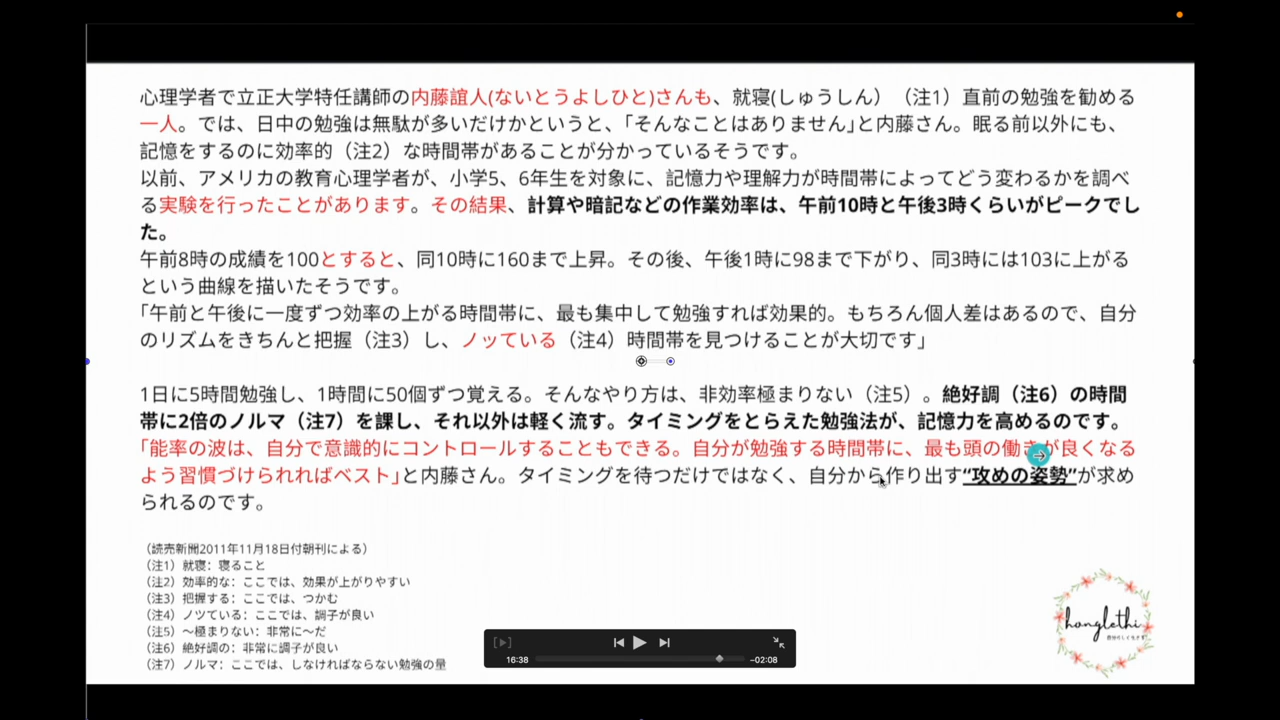 心理学者で立正大学特任講師の内藤誼人(ないとうよしひと)さんも、就寝(しゅうしん）（注1）直前の勉強を勧める
一人。では、日中の勉強は無駄が多いだけかというと、「そんなことはありません」と内藤さん。眠る前以外にも、
記憶をするのに効率的（注2）な時間帯があることが分かっているそうです。
以前、アメリカの教育心理学者が、小学5、6年生を対象に、記憶力や理解力が時間帯によってどう変わるかを調べ
る実験を行ったことがあります。その結果、計算や暗記などの作業効率は、午前10時と午後3時くらいがピークでし
た。
午前8時の成績を100とすると、同10時に160まで上昇。その後、午後1時に98まで下がり、同3時には103に上がる
という曲線を描いたそうです。
「午前と午後に一度ずつ効率の上がる時間帯に、最も集中して勉強すれば効果的。もちろん個人差はあるので、自分
のリズムをきちんと把握（注3）し、ノッている（注4）時間帯を見つけることが大切です」
1日に5時間勉強し、1時間に50個ずつ覚える。そんなやり方は、非効率極まりない（注5）。絶好調（注6）の時間
帯に2倍のノルマ（注7）を課し、それ以外は軽く流す。タイミングをとらえた勉強法が、記憶力を高めるのです。
「能率の波は、自分で意識的にコントロールすることもできる。自分が勉強する時間帯に、最も頭の働きが良くなる
よう習慣づけられればベスト」と内藤さん。タイミングを待つだけではなく、自分から作り出す“攻めの姿勢”が求め
られるのです。
（読売新聞2011年11月18日付朝刊による）
（注1）就寝：寝ること
（注2）効率的な：ここでは、効果が上がりやすい
（注3）把握する：ここでは、つかむ
（注4）ノツている：ここでは、調子が良い
（注5）〜極まりない：非常に〜だ
（注6）絶好調の：非常に調子が良い
（注7）ノルマ：ここでは、しなければならない勉強の量
honglethi
16:38
-02:08